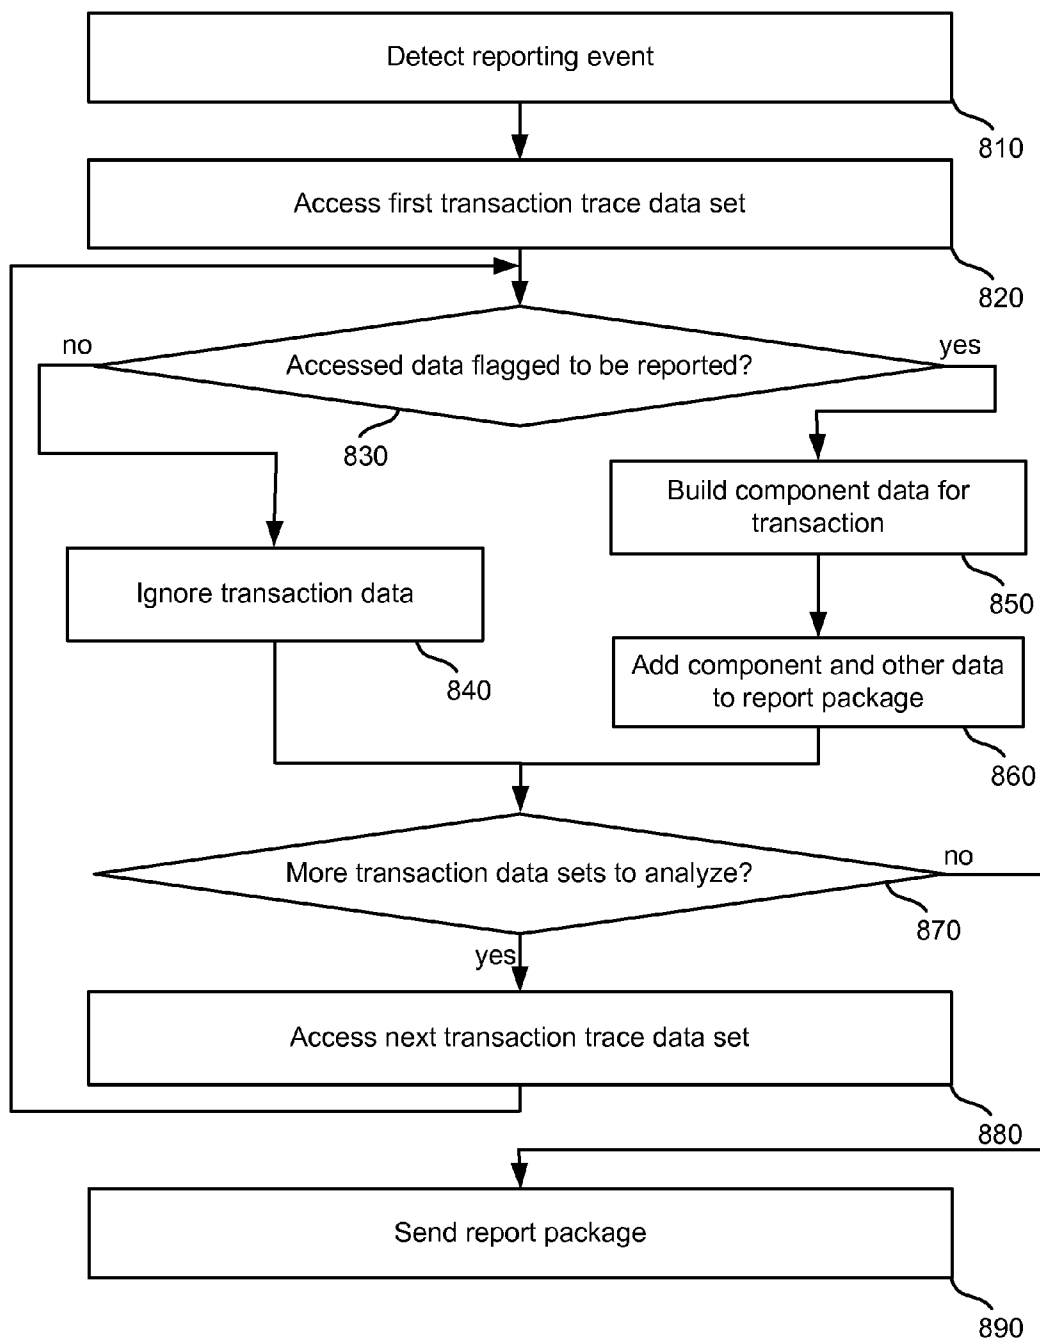 Detect reporting event
810
Access first transaction trace data set
820
no
yes
Accessed data flagged to be reported?
830
Build component data for
transaction
850
Ignore transaction data
840
Add component and other data
to report package
860
More transaction data sets to analyze?
no
870
yes
Access next transaction trace data set
880
Send report package
890